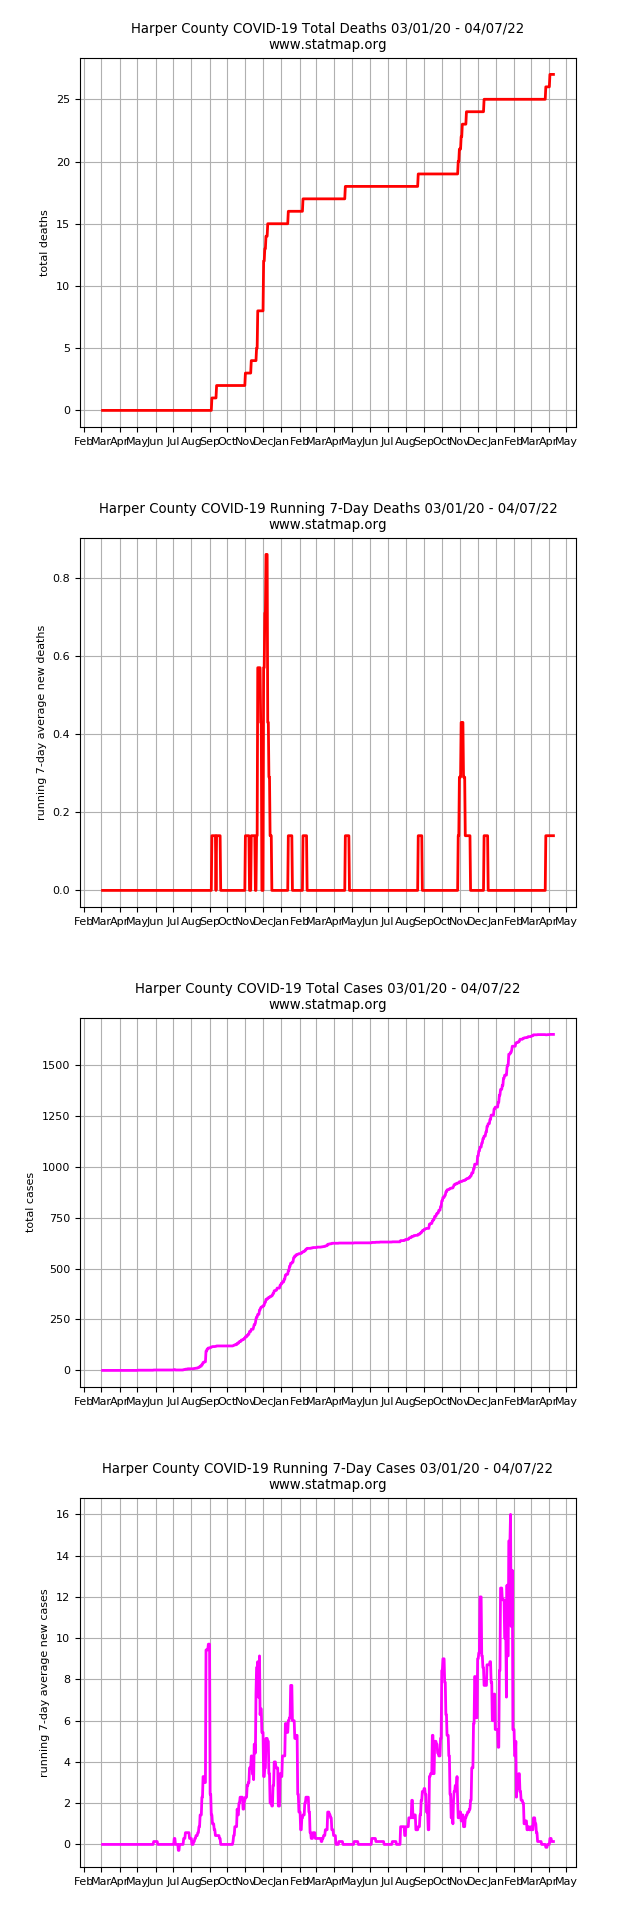 Harper County COVID-19 Total Deaths 03/01/20 - 04/07/22
www.statmap.org
total deaths
25
20
15
10
5
0
Feb Mar Apr May Jun Jul Aug Sep Oct Nov Dec Jan Feb Mar Apr May Jun Jul Aug Sep Oct Nov Dec Jan Feb Mar Apr May
Harper County COVID-19 Running 7-Day Deaths 03/01/20 - 04/07/22
www.statmap.org
running 7-day average new deaths
0.8
0.6
0.4
0.2
0.0
Feb Mar Apr May Jun Jul Aug Sep Oct Nov Dec Jan Feb Mar Apr May Jun Jul Aug Sep Oct Nov Dec Jan Feb Mar Apr May
Harper County COVID-19 Total Cases 03/01/20 - 04/07/22
www.statmap.org
total cases
1500
1250
1000
750
500
250
0
Feb Mar Apr May Jun Jul Aug Sep Oct Nov Dec Jan Feb Mar Apr May Jun Jul Aug Sep Oct Nov Dec Jan Feb Mar Apr May
Harper County COVID-19 Running 7-Day Cases 03/01/20 - 04/07/22
www.statmap.org
running 7-day average new cases
16
14
12
10
8
6
4
2
0
Feb Mar Apr May Jun Jul Aug Sep Oct Nov Dec Jan Feb Mar Apr May Jun Jul Aug Sep Oct Nov Dec Jan Feb Mar Apr May